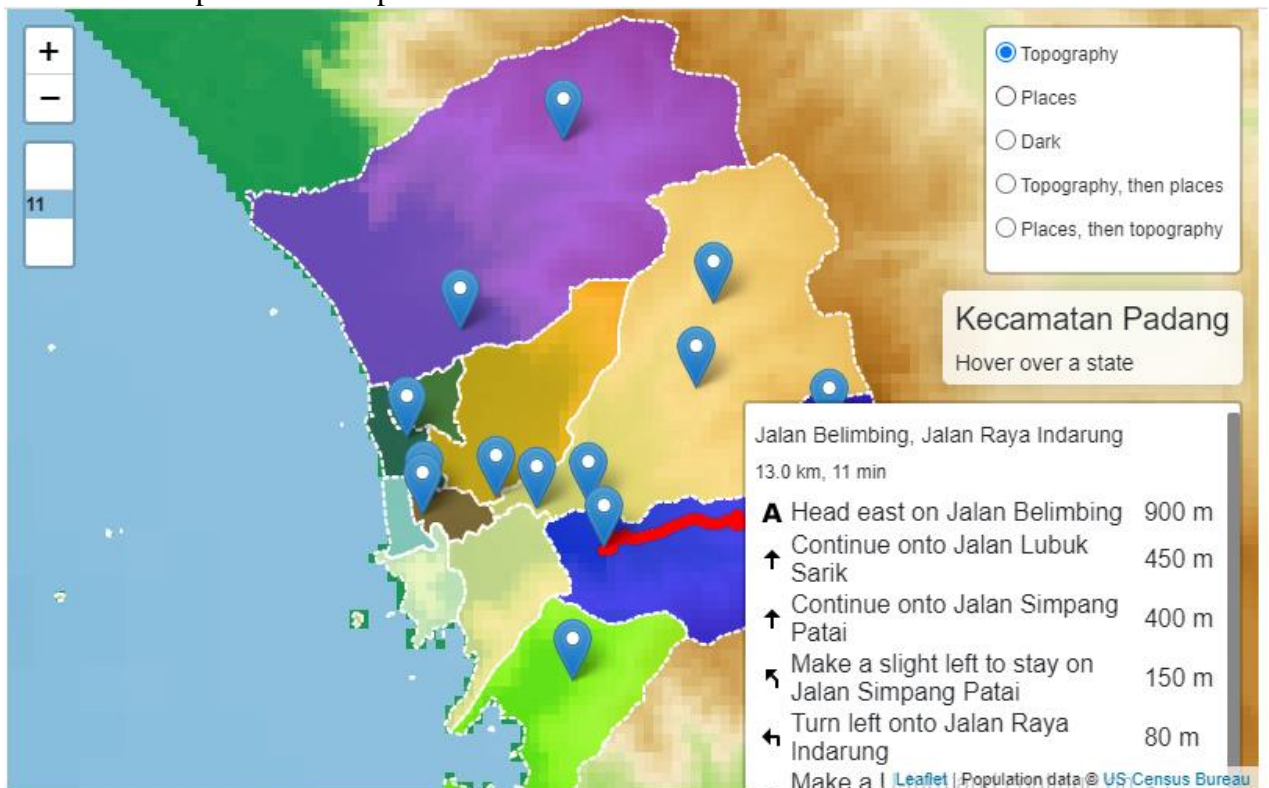 +
−
11
Topography
Places
Dark
Topography, then places
Places, then topography
Kecamatan Padang
Hover over a state
Jalan Belimbing, Jalan Raya Indarung
13.0 km, 11 min
A Head east on Jalan Belimbing 900 m
Continue onto Jalan Lubuk
Sarik 450 m
Continue onto Jalan Simpang
Patai 400 m
Make a slight left to stay on
Jalan Simpang Patai 150 m
Turn left onto Jalan Raya
Indarung 80 m
Make a
Leaflet | Population data © US Census Bureau